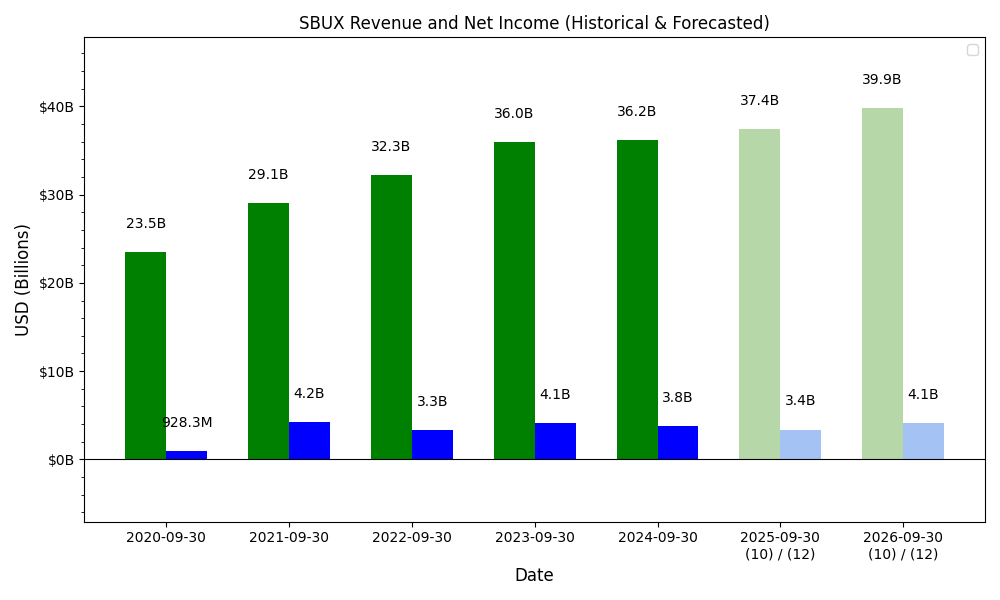 SBUX Revenue and Net Income (Historical & Forecasted)
USD (Billions)
$40B
$30B
$20B
$10B
$0B
23.5B
928.3M
29.1B
4.2B
32.3B
3.3B
36.0B
4.1B
36.2B
3.8B
37.4B
3.4B
39.9B
4.1B
2020-09-30
2021-09-30
2022-09-30
2023-09-30
2024-09-30
2025-09-30
(10) / (12)
2026-09-30
(10) / (12)
Date